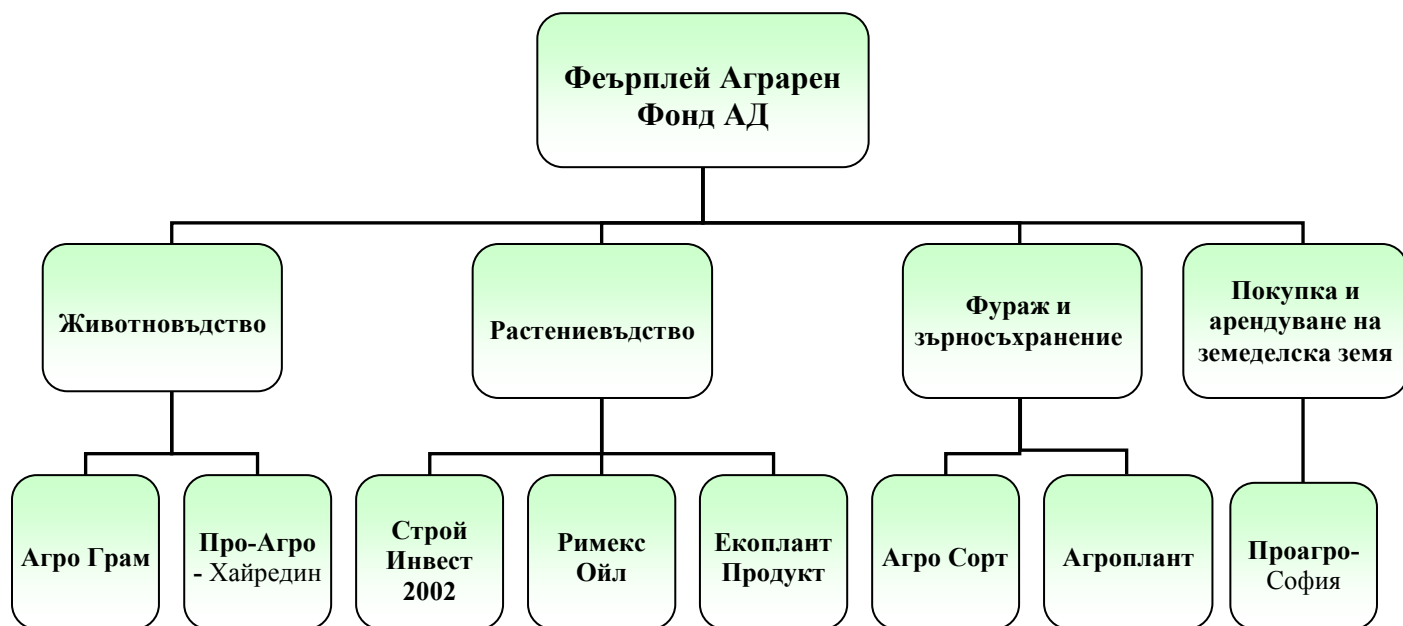 Феърплей Аграрен
Фонд АД
Животновъдство
Растениевъдство
Фураж и
зърносъхранение
Покупка и
арендуване на
земеделска земя
Агро Грам
Про-Агро
- Хайредин
Строй
Инвест
2002
Римекс
Ойл
Екоплант
Продукт
Агро Сорт
Агроплант
Проагро-
София